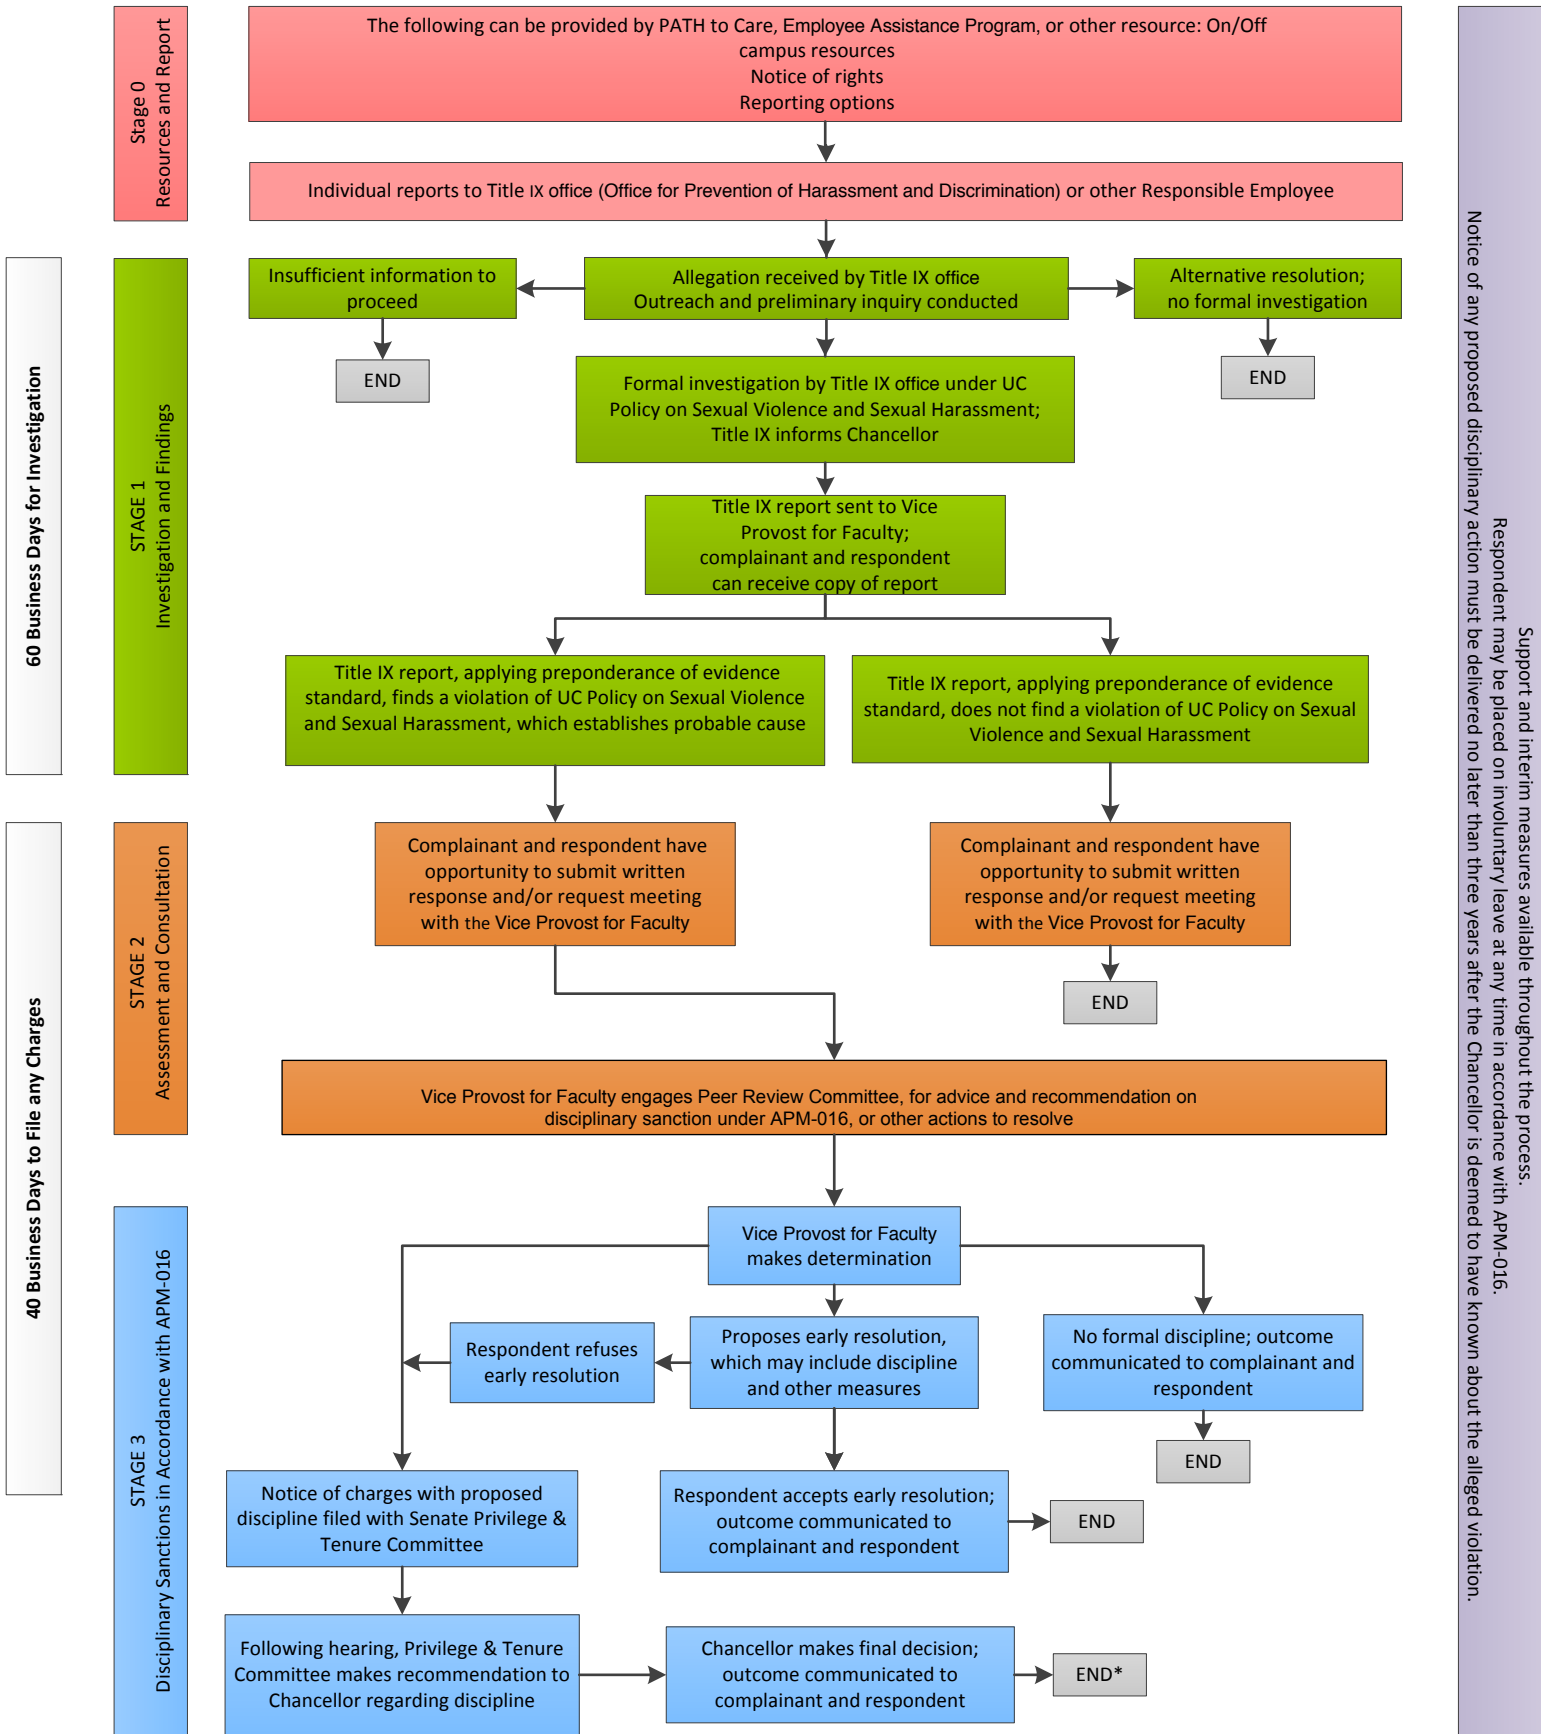 Stage 0
Resources and Report
The following can be provided by PATH to Care, Employee Assistance Program, or other resource: On/Off
campus resources
Notice of rights
Reporting options
Individual reports to Title IX office (Office for Prevention of Harassment and Discrimination) or other Responsible Employee
60 Business Days for Investigation
STAGE 1
Investigation and Findings
Insufficient information to
proceed
Allegation received by Title IX office
Outreach and preliminary inquiry conducted
Alternative resolution;
no formal investigation
END
END
Formal investigation by Title IX office under UC
Policy on Sexual Violence and Sexual Harassment;
Title IX informs Chancellor
Title IX report sent to Vice
Provost for Faculty;
complainant and respondent
can receive copy of report
Title IX report, applying preponderance of evidence
standard, finds a violation of UC Policy on Sexual Violence
and Sexual Harassment, which establishes probable cause
Title IX report, applying preponderance of evidence
standard, does not find a violation of UC Policy on Sexual
Violence and Sexual Harassment
40 Business Days to File any Charges
STAGE 2
Assessment and Consultation
Complainant and respondent have
opportunity to submit written
response and/or request meeting
with the Vice Provost for Faculty
Complainant and respondent have
opportunity to submit written
response and/or request meeting
with the Vice Provost for Faculty
END
Vice Provost for Faculty engages Peer Review Committee, for advice and recommendation on
disciplinary sanction under APM-016, or other actions to resolve
STAGE 3
Disciplinary Sanctions in Accordance with APM-016
Vice Provost for Faculty
makes determination
Respondent refuses
early resolution
Proposes early resolution,
which may include discipline
and other measures
No formal discipline; outcome
communicated to complainant and
respondent
END
Notice of charges with proposed
discipline filed with Senate Privilege &
Tenure Committee
Respondent accepts early resolution;
outcome communicated to
complainant and respondent
END
Following hearing, Privilege & Tenure
Committee makes recommendation to
Chancellor regarding discipline
Chancellor makes final decision;
outcome communicated to
complainant and respondent
END*
Support and interim measures available throughout the process.
Respondent may be placed on involuntary leave at any time in accordance with APM-016.
Notice of any proposed disciplinary action must be delivered no later than three years after the Chancellor is deemed to have known about the alleged violation.